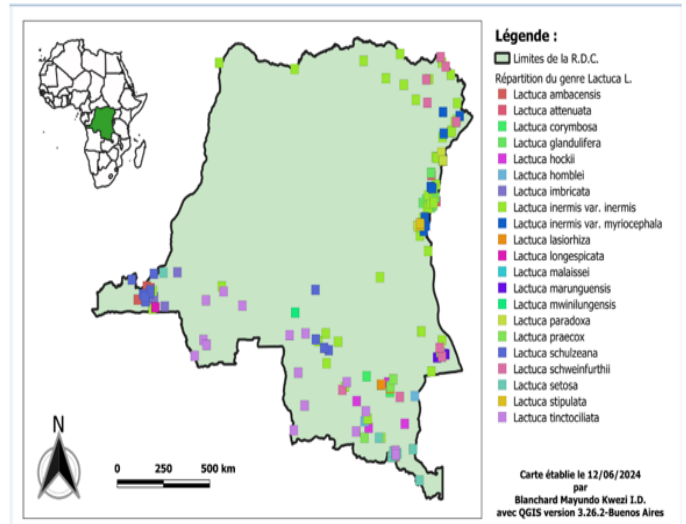 Légende :
Limites de la R.D.C.
Répartition du genre Lactuca L.
Lactuca ambacensis
Lactuca attenuata
Lactuca corymbosa
Lactuca glandulifera
Lactuca hockii
Lactuca homblei
Lactuca imbricata
Lactuca inermis var. inermis
Lactuca inermis var. myriocephala
Lactuca lasiorhiza
Lactuca longespicata
Lactuca malaissei
Lactuca marunguensis
Lactuca mwinilungensis
Lactuca paradoxa
Lactuca praecox
Lactuca schulzeana
Lactuca schweinfurthii
Lactuca setosa
Lactuca stipulata
Lactuca tinctociliata
N
0 250 500 km
Carte établie le 12/06/2024
par
Blanchard Mayundo Kwezi I.D.
avec QGIS version 3.26.2-Buenos Aires